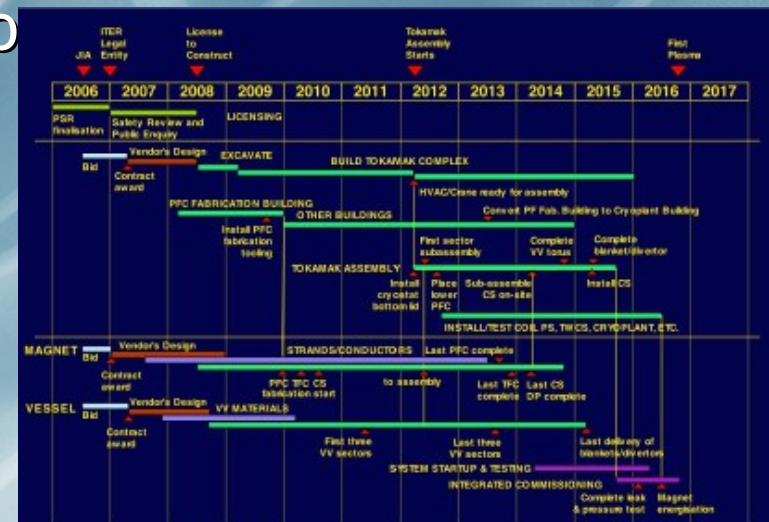 ITER
Legal
Entity
JIA
License
to
Construct
Tokamak
Assembly
Starts
First
Plasma
2006 2007 2008 2009 2010 2011 2012 2013 2014 2015 2016 2017
PSR
finalisation
Safety Review and
Public Enquiry
LICENSING
Bid
Vendor's Design
Contract
award
EXCAVATE
BUILD TOKAMAK COMPLEX
HVAC/Crane ready for assembly
PFC FABRICATION BUILDING
Install PFC
fabrication
tooling
OTHER BUILDINGS
Convert PF Fab. Building to Cryoplant Building
First sector
subassembly
Complete
VV torus
Complete
blanket/divertor
TOKAMAK ASSEMBLY
Install
cryostat
bottom lid
Place
lower
PFC
Sub-assemble
CS on-site
Install CS
INSTALL/TEST COIL PS, TWCS, CRYOPLANT, ETC.
MAGNET
Bid
Vendor's Design
Contract
award
STRANDS/CONDUCTORS
Last PFC complete
PFC TFC CS
fabrication start
to assembly
Last TFC
complete
Last CS
DP complete
VESSEL
Bid
Vendor's Design
Contract
award
VV MATERIALS
First three
VV sectors
Last three
VV sectors
Last delivery of
blankets/divertors
SYSTEM STARTUP & TESTING
INTEGRATED COMMISSIONING
Complete leak
& pressure test
Magnet
energisation